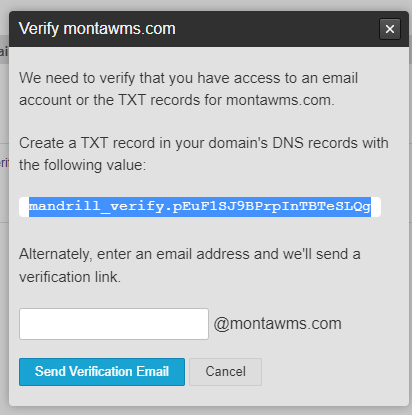 Verify montawms.com
We need to verify that you have access to an email
account or the TXT records for montawms.com.
Create a TXT record in your domain's DNS records with
the following value:
mandrill_verify.pEuF1SJ9BPrpInTBTeSLQg
Alternately, enter an email address and we'll send a
verification link.
@montawms.com
Send Verification Email Cancel